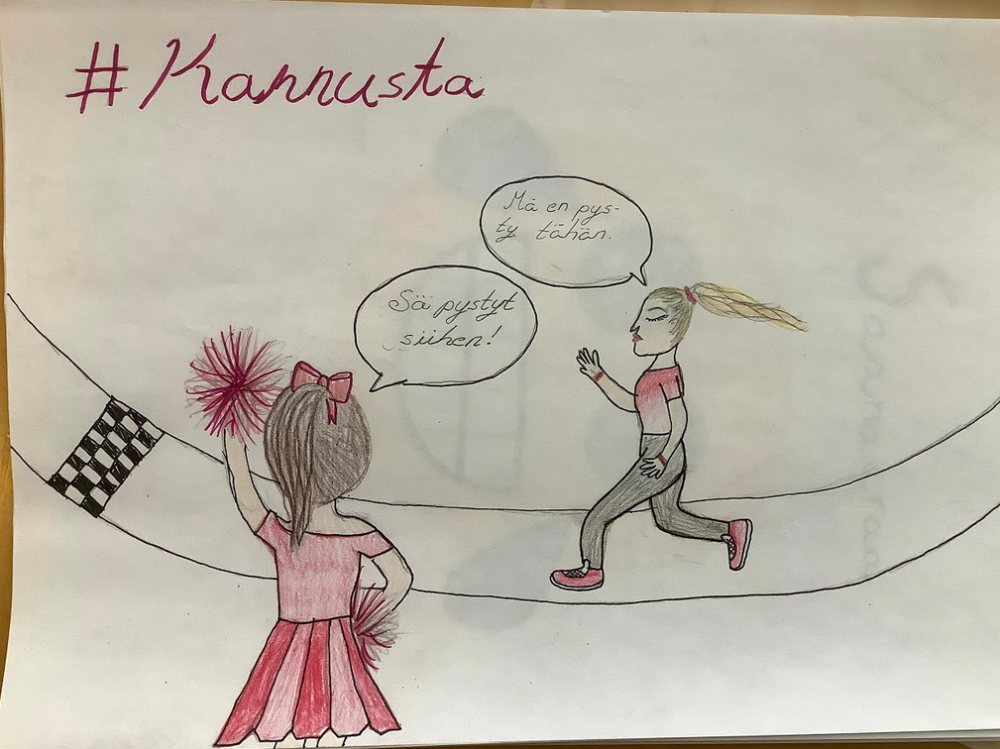 #Kannusta
Mä en pys-
ty tähän.
Sä pystyt
siihen!